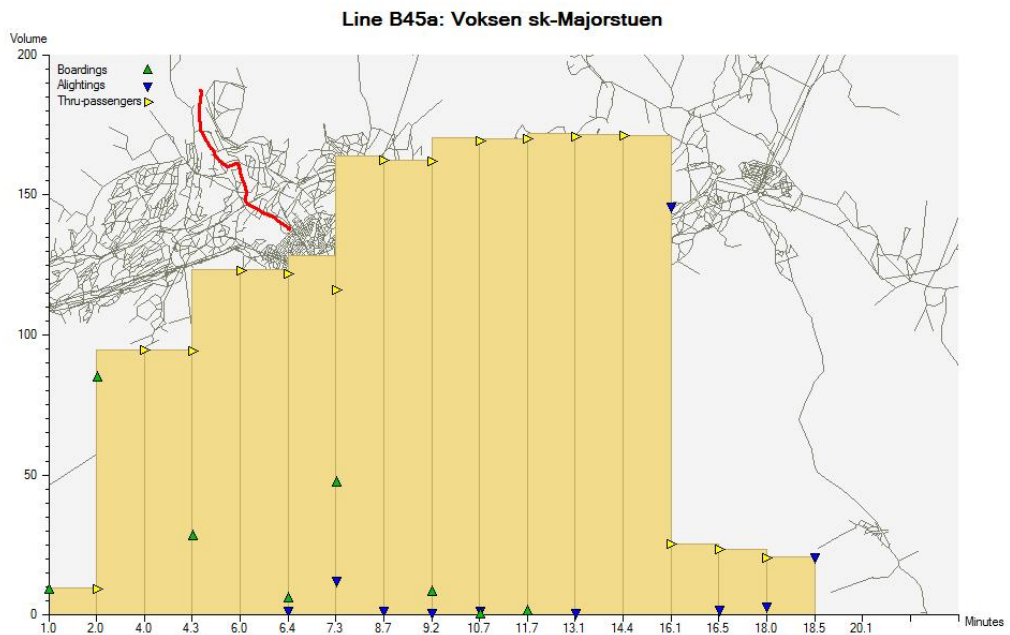 Line B45a: Voksen sk-Majorstuen
Volume
200
Boardings
Alightings
Thru-passengers
150
100
50
0
1.0 2.0 4.0 4.3 6.0 6.4 7.3 8.7 9.2 10.7 11.7 13.1 14.4 16.1 16.5 18.0 18.5 20.1 Minutes